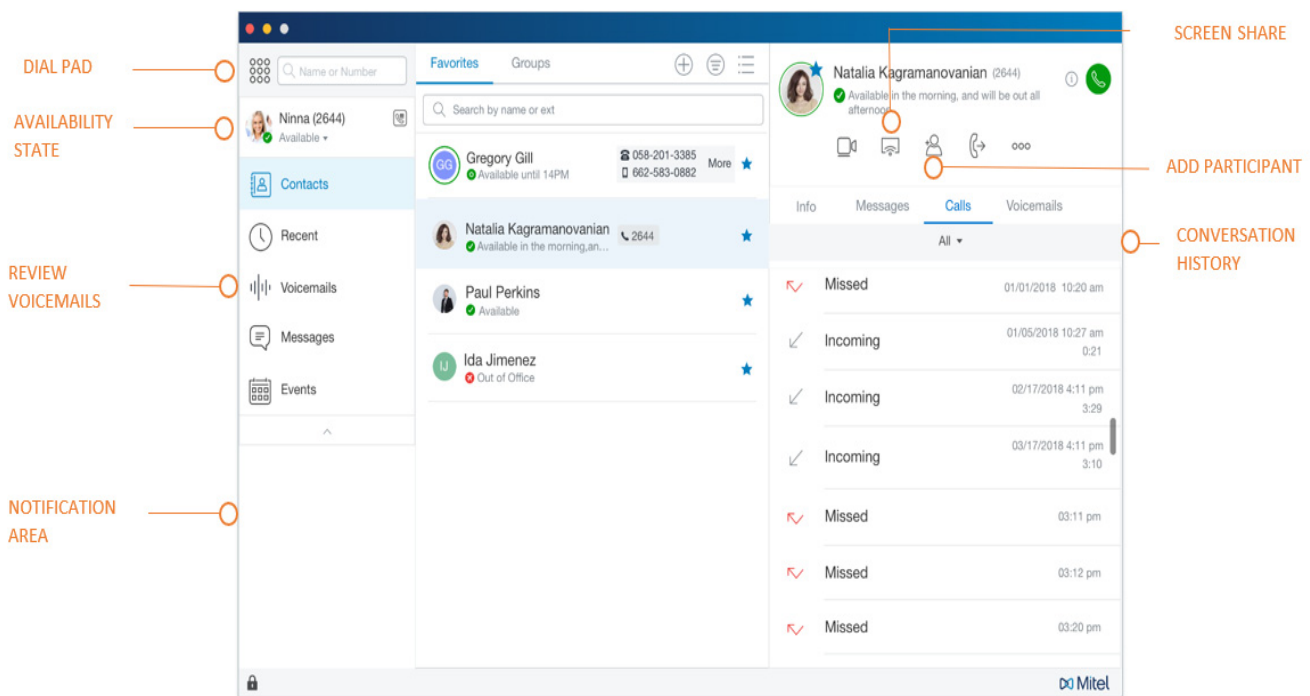 SCREEN SHARE
DIAL PAD
AVAILABILITY
STATE
REVIEW
VOICEMAILS
NOTIFICATION
AREA
Name or Number
Ninna (2644)
Available
Contacts
Recent
Voicemails
Messages
Events
Favorites Groups
Search by name or ext
GG Gregory Gill 058-201-3385 More
Available until 14PM 662-583-0882
Natalia Kagramanovanian 2644
Available in the morning,an...
Paul Perkins
Available
IJ Ida Jimenez
Out of Office
Natalia Kagramanovanian (2644)
Available in the morning, and will be out all
afternoon
Info Messages Calls Voicemails
All
Missed 01/01/2018 10:20 am
Incoming 01/05/2018 10:27 am
0:21
Incoming 02/17/2018 4:11 pm
3:29
Incoming 03/17/2018 4:11 pm
3:10
Missed 03:11 pm
Missed 03:12 pm
Missed 03:20 pm
Mitel
ADD PARTICIPANT
CONVERSATION
HISTORY